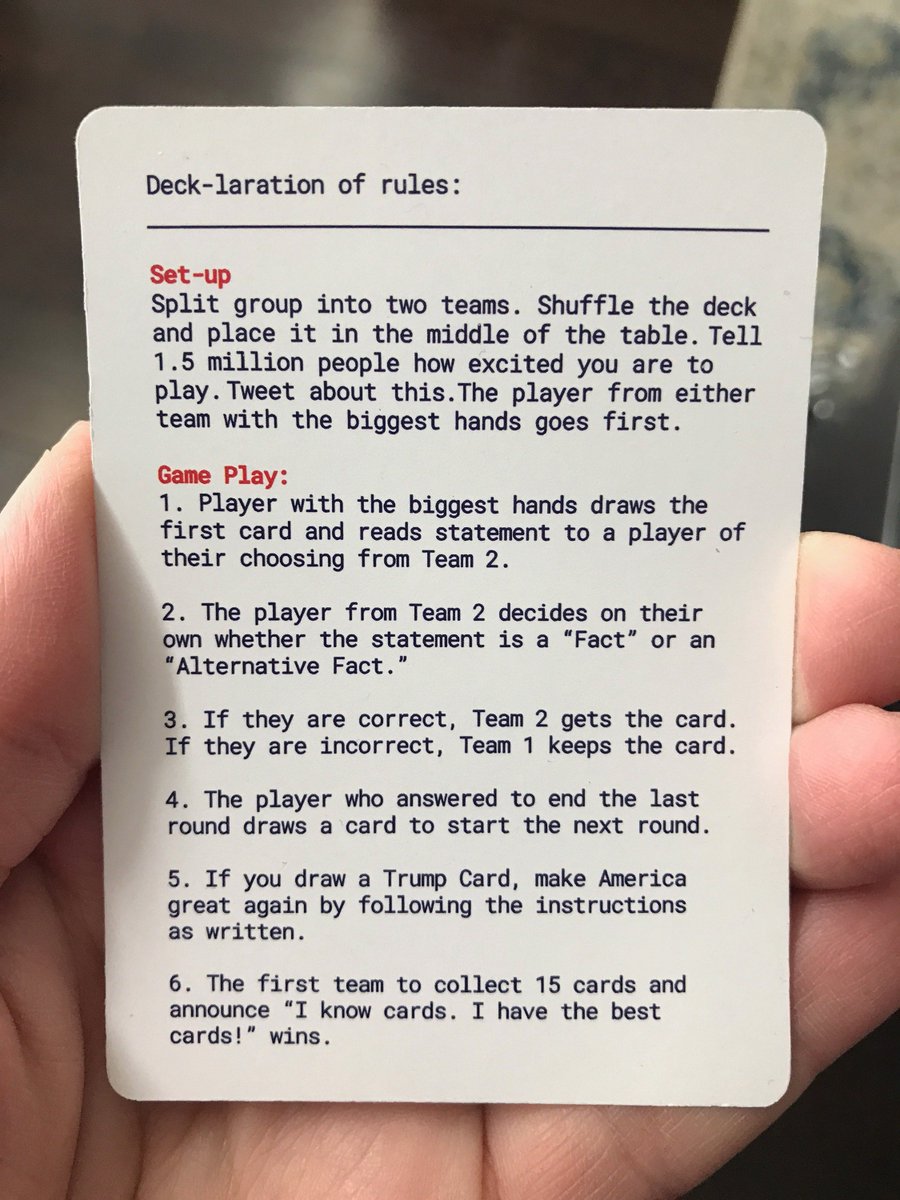 Deck-laration of rules:
Set-up
Split group into two teams. Shuffle the deck
and place it in the middle of the table. Tell
1.5 million people how excited you are to
play. Tweet about this.The player from either
team with the biggest hands goes first.
Game Play:
1. Player with the biggest hands draws the
first card and reads statement to a player of
their choosing from Team 2.
2. The player from Team 2 decides on their
own whether the statement is a “Fact” or an
“Alternative Fact.”
3. If they are correct, Team 2 gets the card.
If they are incorrect, Team 1 keeps the card.
4. The player who answered to end the last
round draws a card to start the next round.
5. If you draw a Trump Card, make America
great again by following the instructions
as written.
6. The first team to collect 15 cards and
announce “I know cards. I have the best
cards!” wins.